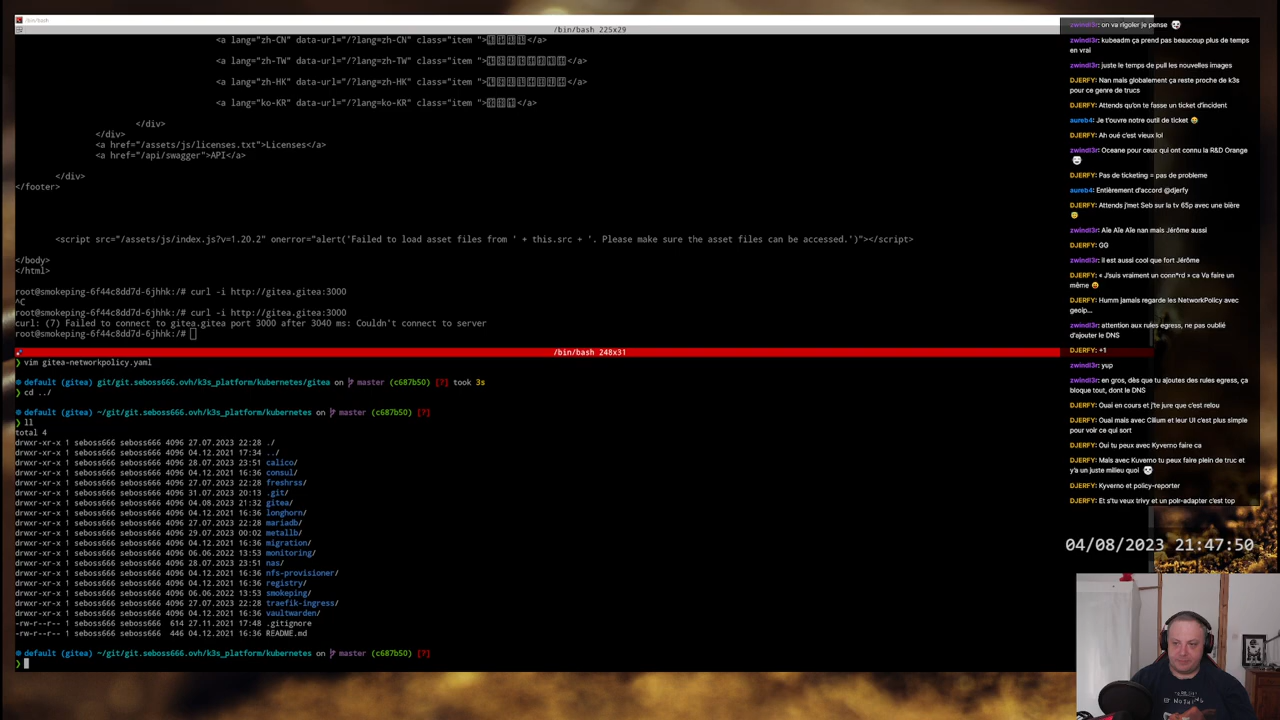 /bin/bash
/bin/bash 225x29
<a lang="zh-CN" data-url="/?lang=zh-CN" class="item "></a>
<a lang="zh-TW" data-url="/?lang=zh-TW" class="item "></a>
<a lang="zh-HK" data-url="/?lang=zh-HK" class="item "></a>
<a lang="ko-KR" data-url="/?lang=ko-KR" class="item "></a>
</div>
</div>
<a href="/assets/js/licenses.txt">Licenses</a>
<a href="/api/swagger">API</a>
</div>
</footer>
<script src="/assets/js/index.js?v=1.20.2" onerror="alert('Failed to load asset files from ' + this.src + '. Please make sure the asset files can be accessed.')"></script>
</body>
</html>
root@smokeping-6f44c8dd7d-6jhhk:/# curl -i http://gitea.gitea:3000
^C
root@smokeping-6f44c8dd7d-6jhhk:/# curl -i http://gitea.gitea:3000
curl: (7) Failed to connect to gitea.gitea port 3000 after 3040 ms: Couldn't connect to server
root@smokeping-6f44c8dd7d-6jhhk:/#
/bin/bash 248x31
❯ vim gitea-networkpolicy.yaml
default (gitea) git/git.seboss666.ovh/k3s_platform/kubernetes/gitea on master (c687b50) [?] took 3s
❯ cd ../
default (gitea) ~/git/git.seboss666.ovh/k3s_platform/kubernetes on master (c687b50) [?]
❯ ll
total 4
drwxr-xr-x 1 seboss666 seboss666 4096 27.07.2023 22:28 ./
drwxr-xr-x 1 seboss666 seboss666 4096 04.12.2021 17:34 ../
drwxr-xr-x 1 seboss666 seboss666 4096 28.07.2023 23:51 calico/
drwxr-xr-x 1 seboss666 seboss666 4096 04.12.2021 16:36 consul/
drwxr-xr-x 1 seboss666 seboss666 4096 27.07.2023 22:28 freshrss/
drwxr-xr-x 1 seboss666 seboss666 4096 31.07.2023 20:13 .git/
drwxr-xr-x 1 seboss666 seboss666 4096 04.08.2023 21:32 gitea/
drwxr-xr-x 1 seboss666 seboss666 4096 04.12.2021 16:36 longhorn/
drwxr-xr-x 1 seboss666 seboss666 4096 27.07.2023 22:28 mariadb/
drwxr-xr-x 1 seboss666 seboss666 4096 29.07.2023 00:02 metallb/
drwxr-xr-x 1 seboss666 seboss666 4096 04.12.2021 16:36 migration/
drwxr-xr-x 1 seboss666 seboss666 4096 06.06.2022 13:53 monitoring/
drwxr-xr-x 1 seboss666 seboss666 4096 28.07.2023 23:51 nas/
drwxr-xr-x 1 seboss666 seboss666 4096 04.12.2021 16:36 nfs-provisioner/
drwxr-xr-x 1 seboss666 seboss666 4096 04.12.2021 16:36 registry/
drwxr-xr-x 1 seboss666 seboss666 4096 06.06.2022 13:53 smokeping/
drwxr-xr-x 1 seboss666 seboss666 4096 27.07.2023 22:28 traefik-ingress/
drwxr-xr-x 1 seboss666 seboss666 4096 04.12.2021 16:36 vaultwarden/
-rw-r--r-- 1 seboss666 seboss666 614 27.11.2021 17:48 .gitignore
-rw-r--r-- 1 seboss666 seboss666 446 04.12.2021 16:36 README.md
default (gitea) ~/git/git.seboss666.ovh/k3s_platform/kubernetes on master (c687b50) [?]
❯
zwindl3r: on va rigoler je pense
zwindl3r: kubeadm ça prend pas beaucoup plus de temps
en vrai
zwindl3r: juste le temps de pull les nouvelles images
DJERFY: Nan mais globalement ça reste proche de k3s
pour ce genre de trucs
DJERFY: Attends qu'on te fasse un ticket d'incident
aureb4: Je t'ouvre notre outil de ticket
DJERFY: Ah oué c'est vieux lol
zwindl3r: Oceane pour ceux qui ont connu la R&D Orange
DJERFY: Pas de ticketing = pas de probleme
aureb4: Entièrement d'accord @djerfy
DJERFY: Attends j'met Seb sur la tv 65p avec une bière
zwindl3r: Aïe Aïe Aïe nan mais Jérôme aussi
DJERFY: GG
zwindl3r: il est aussi cool que fort Jérôme
zwindl3r: « J'suis vraiment un conn*rd » ca Va faire un
même
DJERFY: Humm jamais regarde les NetworkPolicy avec
geoip...
zwindl3r: attention aux rules egress, ne pas oublié
d'ajouter le DNS
DJERFY: +1
zwindl3r: yup
zwindl3r: en gros, dès que tu ajoutes des rules egress, ça
bloque tout, dont le DNS
DJERFY: Ouai en cours et j'te jure que c'est relou
DJERFY: Ouai mais avec Cilium et leur UI c'est plus simple
pour voir ce qui sort
DJERFY: Oui tu peux avec Kyverno faire ca
DJERFY: Mais avec Kuverno tu peux faire plein de truc et
y'a un juste milieu quoi
DJERFY: Kyverno et policy-reporter
DJERFY: Et s'tu veux trivy et un polr-adapter c'est top
04/08/2023 21:47:50